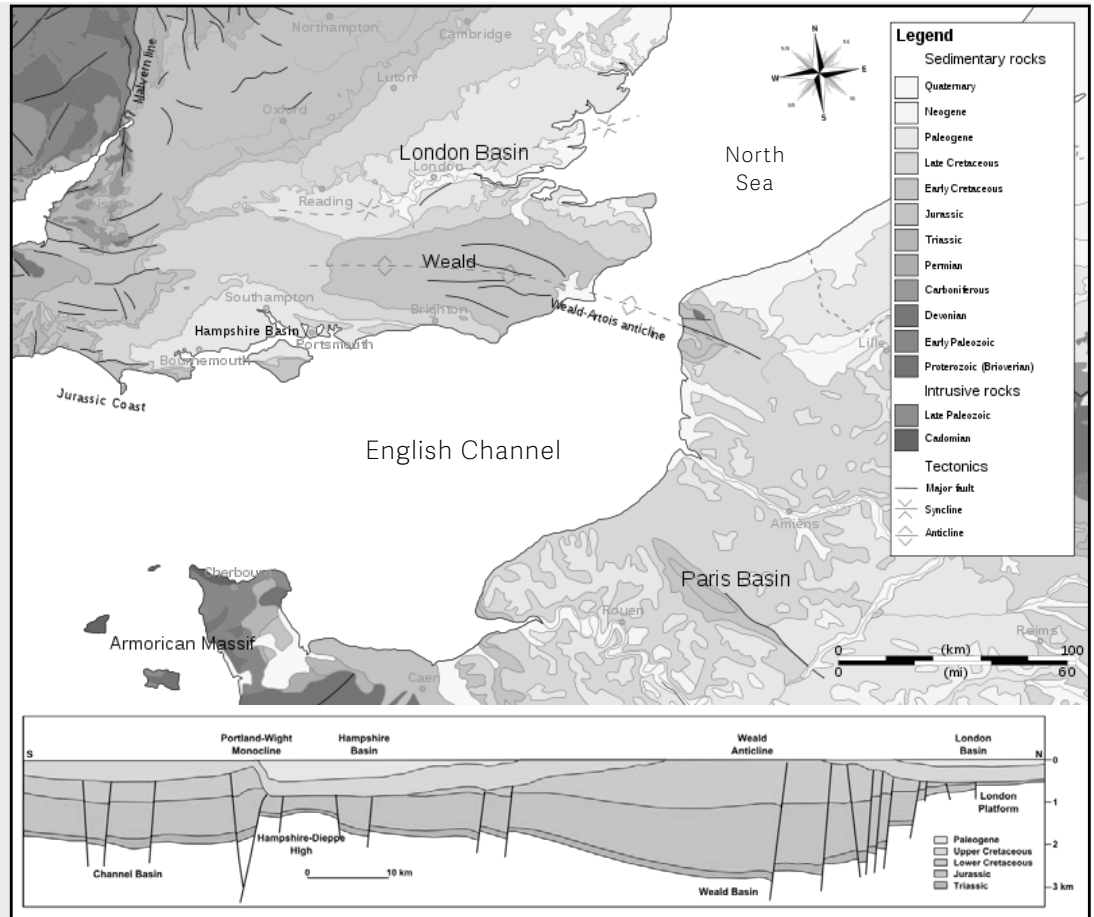 Northampton
Cambridge
Malvern line
Luton
Oxford
London Basin
London
Reading
North
Sea
Weald
Southampton
Brighton
Hampshire Basin
Portsmouth
Bournemouth
Weald-Artois anticline
Lille
Jurassic Coast
English Channel
Amiens
Paris Basin
Cherbourg
Rouen
Armorican Massif
Reims
Caen
N
E
S
W
Legend
Sedimentary rocks
Quaternary
Neogene
Paleogene
Late Cretaceous
Early Cretaceous
Jurassic
Triassic
Permian
Carboniferous
Devonian
Early Paleozoic
Proterozoic (Brioverian)
Intrusive rocks
Late Paleozoic
Cadomian
Tectonics
Major fault
Syncline
Anticline
0 (km) 100
0 (mi) 60
Portland-Wight
Monocline
Hampshire
Basin
Weald
Anticline
London
Basin
S
N
0
1
2
3 km
Hampshire-Dieppe
High
Channel Basin
0 10 km
Weald Basin
London
Platform
Paleogene
Upper Cretaceous
Lower Cretaceous
Jurassic
Triassic